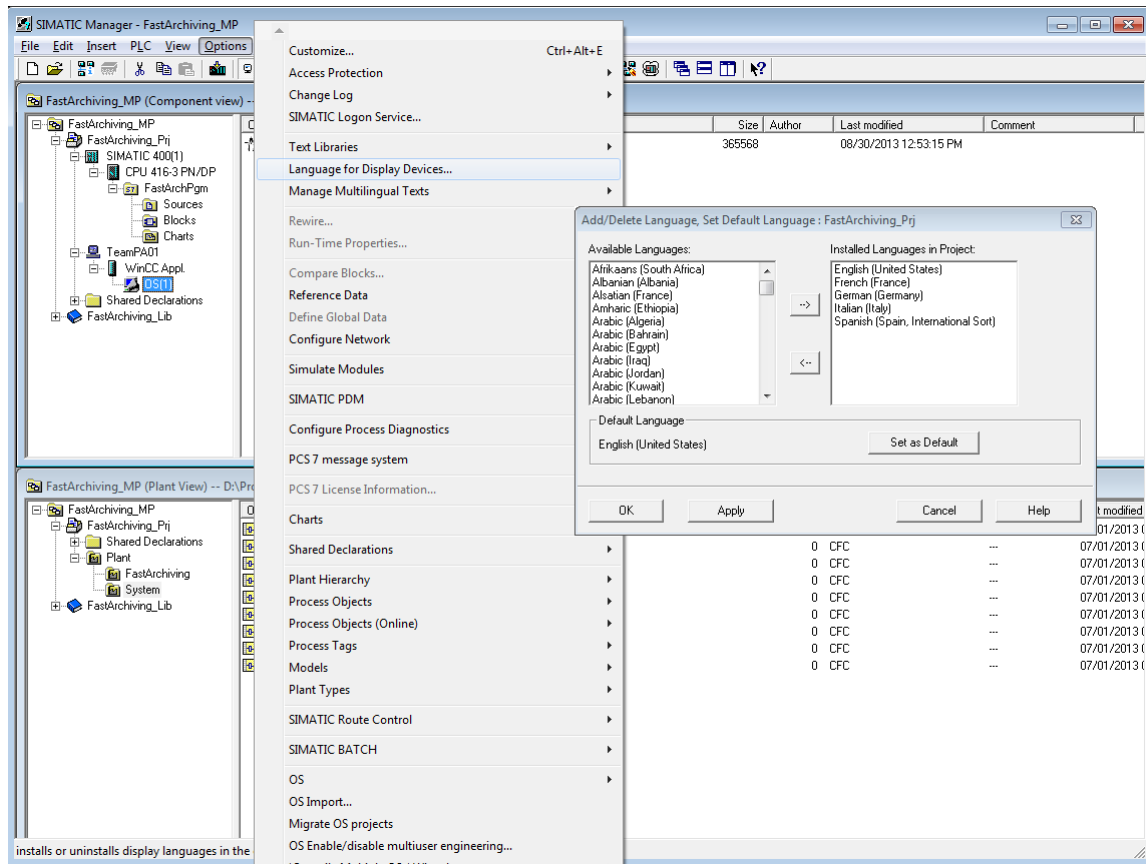 SIMATIC Manager - FastArchiving_MP
File Edit Insert PLC View Options
FastArchiving_MP (Component view) --
FastArchiving_MP
FastArchiving_Prj
SIMATIC 400(1)
CPU 416-3 PN/DP
FastArchPgm
Sources
Blocks
Charts
TeamPA01
WinCC Appl.
OS(1)
Shared Declarations
FastArchiving_Lib
Size Author Last modified Comment
365568 08/30/2013 12:53:15 PM
Customize... Ctrl+Alt+E
Access Protection
Change Log
SIMATIC Logon Service...
Text Libraries
Language for Display Devices...
Manage Multilingual Texts
Rewire...
Run-Time Properties...
Compare Blocks...
Reference Data
Define Global Data
Configure Network
Simulate Modules
SIMATIC PDM
Configure Process Diagnostics
PCS 7 message system
PCS 7 License Information...
Charts
Shared Declarations
Plant Hierarchy
Process Objects
Process Objects (Online)
Process Tags
Models
Plant Types
SIMATIC Route Control
SIMATIC BATCH
OS
OS Import...
Migrate OS projects
OS Enable/disable multiuser engineering...
Add/Delete Language, Set Default Language : FastArchiving_Prj
Available Languages: Installed Languages in Project:
Afrikaans (South Africa)
Albanian (Albania)
Alsatian (France)
Amharic (Ethiopia)
Arabic (Algeria)
Arabic (Bahrain)
Arabic (Egypt)
Arabic (Iraq)
Arabic (Jordan)
Arabic (Kuwait)
Arabic (Lebanon)
-->
<--
English (United States)
French (France)
German (Germany)
Italian (Italy)
Spanish (Spain, International Sort)
Default Language
English (United States) Set as Default
OK Apply Cancel Help
FastArchiving_MP (Plant View) -- D:\Pr
FastArchiving_MP
FastArchiving_Prj
Shared Declarations
Plant
FastArchiving
System
FastArchiving_Lib
t modified
01/2013
0 CFC --- 07/01/2013
0 CFC --- 07/01/2013
0 CFC --- 07/01/2013
0 CFC --- 07/01/2013
0 CFC --- 07/01/2013
0 CFC --- 07/01/2013
0 CFC --- 07/01/2013
0 CFC --- 07/01/2013
installs or uninstalls display languages in the